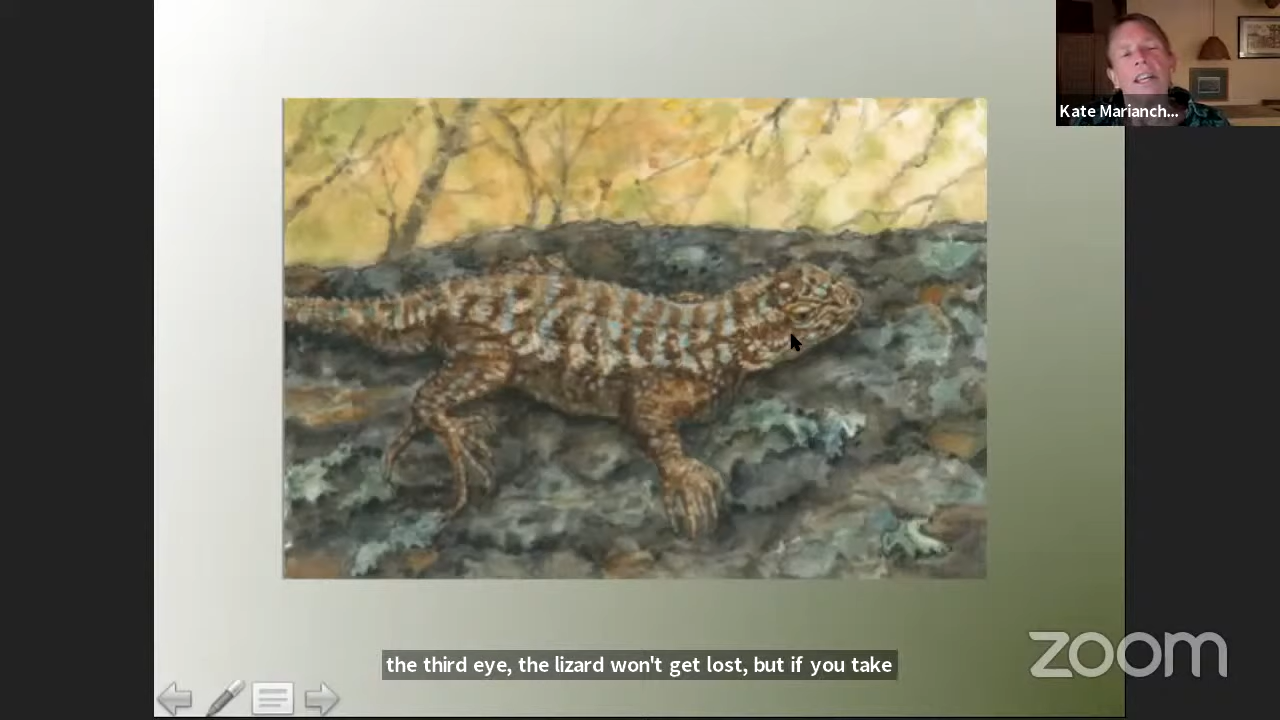 Kate Marianch...
the third eye, the lizard won't get lost, but if you take
zoom